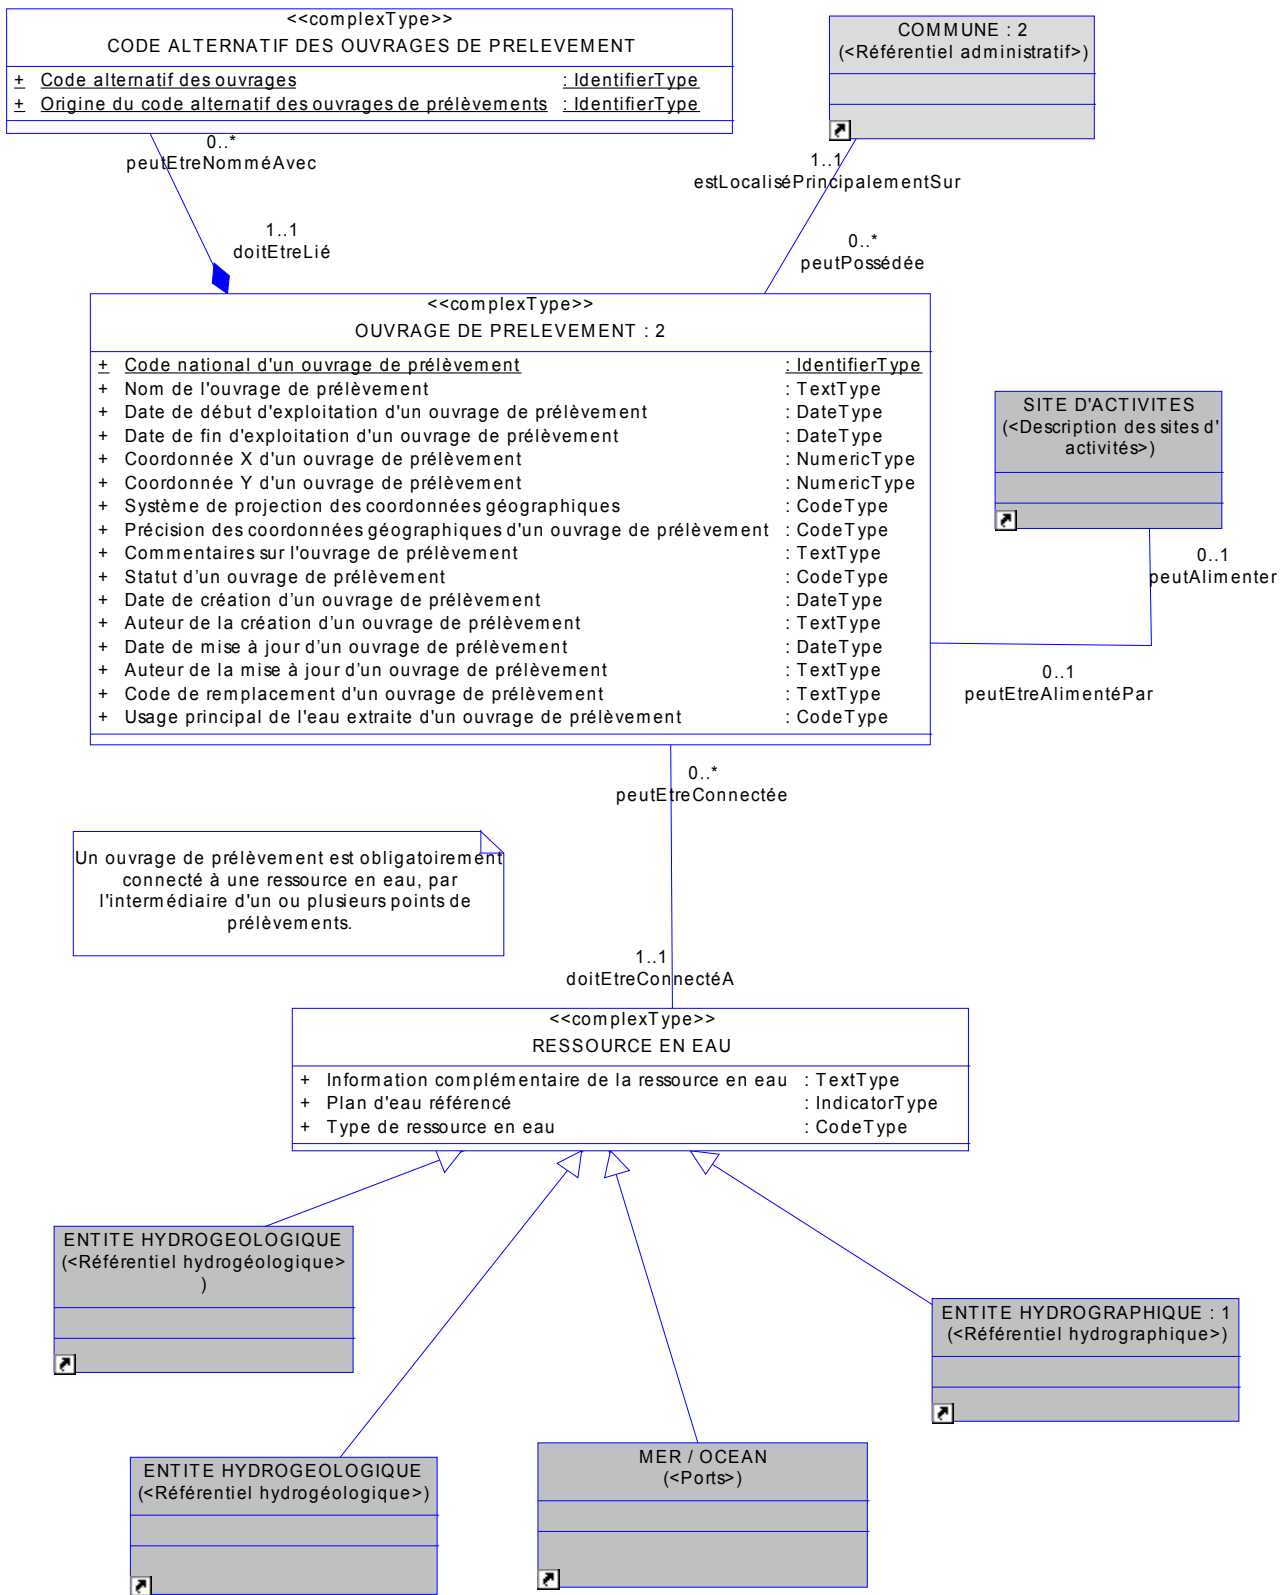 <<complexType>>
CODE ALTERNATIF DES OUVRAGES DE PRELEVEMENT
+ Code alternatif des ouvrages : IdentifierType
+ Origine du code alternatif des ouvrages de prélèvements : IdentifierType
COMMUNE : 2
(<Référentiel administratif>)
0..*
peutEtreNomméAvec
1..1
estLocaliséPrincipalementSur
1..1
doitEtreLié
0..*
peutPossédée
<<complexType>>
OUVRAGE DE PRELEVEMENT : 2
+ Code national d'un ouvrage de prélèvement : IdentifierType
+ Nom de l'ouvrage de prélèvement : TextType
+ Date de début d'exploitation d'un ouvrage de prélèvement : DateType
+ Date de fin d'exploitation d'un ouvrage de prélèvement : DateType
+ Coordonnée X d'un ouvrage de prélèvement : NumericType
+ Coordonnée Y d'un ouvrage de prélèvement : NumericType
+ Système de projection des coordonnées géographiques : CodeType
+ Précision des coordonnées géographiques d'un ouvrage de prélèvement : CodeType
+ Commentaires sur l'ouvrage de prélèvement : TextType
+ Statut d’un ouvrage de prélèvement : CodeType
+ Date de création d’un ouvrage de prélèvement : DateType
+ Auteur de la création d’un ouvrage de prélèvement : TextType
+ Date de mise à jour d’un ouvrage de prélèvement : DateType
+ Auteur de la mise à jour d’un ouvrage de prélèvement : TextType
+ Code de remplacement d'un ouvrage de prélèvement : TextType
+ Usage principal de l'eau extraite d'un ouvrage de prélèvement : CodeType
SITE D'ACTIVITES
(<Description des sites d'
activités>)
0..1
peutAlimenter
0..1
peutEtreAlimentéPar
0..*
peutEtreConnectée
Un ouvrage de prélèvement est obligatoirement
connecté à une ressource en eau, par
l'intermédiaire d'un ou plusieurs points de
prélèvements.
1..1
doitEtreConnectéA
<<complexType>>
RESSOURCE EN EAU
+ Information complémentaire de la ressource en eau : TextType
+ Plan d'eau référencé : IndicatorType
+ Type de ressource en eau : CodeType
ENTITE HYDROGEOLOGIQUE
(<Référentiel hydrogéologique>
)
ENTITE HYDROGRAPHIQUE : 1
(<Référentiel hydrographique>)
ENTITE HYDROGEOLOGIQUE
(<Référentiel hydrogéologique>)
MER / OCEAN
(<Ports>)